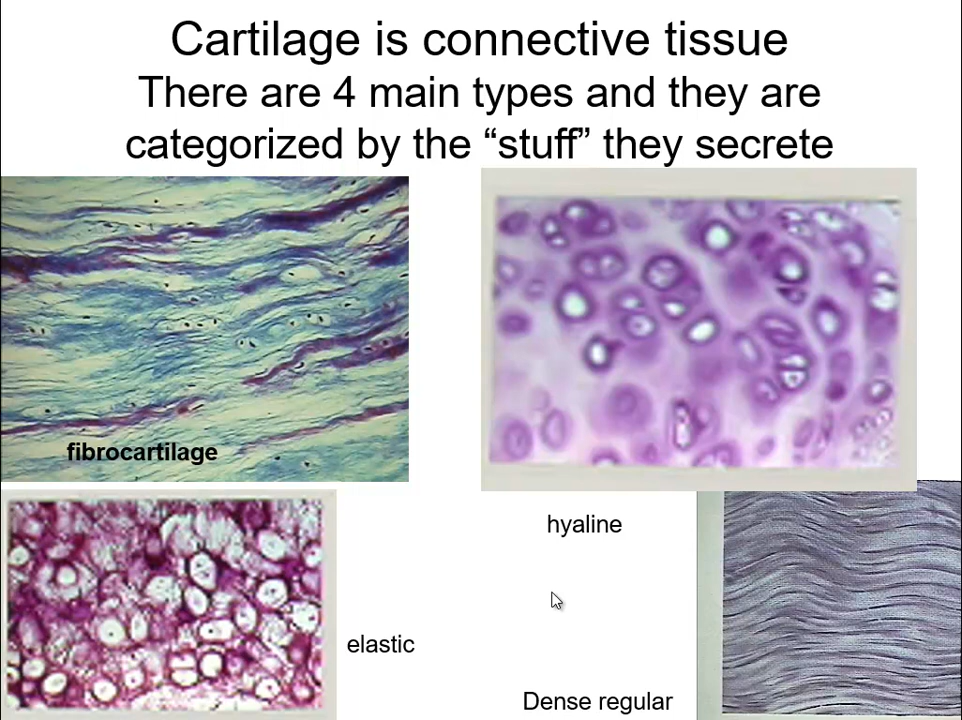 Cartilage is connective tissue
There are 4 main types and they are
categorized by the “stuff” they secrete
fibrocartilage
hyaline
elastic
Dense regular